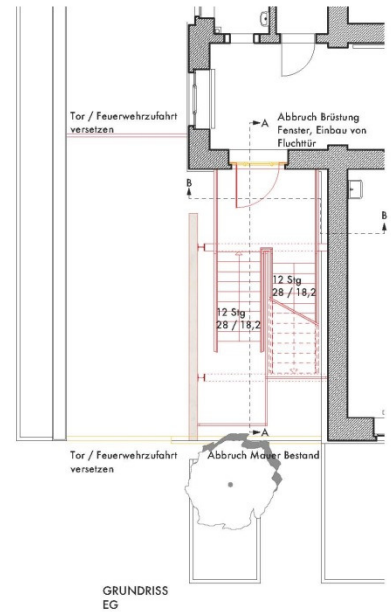 Tor / Feuerwehrzufahrt
versetzen
A
Abbruch Brüstung
Fenster, Einbau von
Fluchttür
B
B
12 Stg
28 / 18,2
12 Stg
28 / 18,2
A
Tor / Feuerwehrzufahrt
versetzen
Abbruch Mauer Bestand
GRUNDRISS
EG